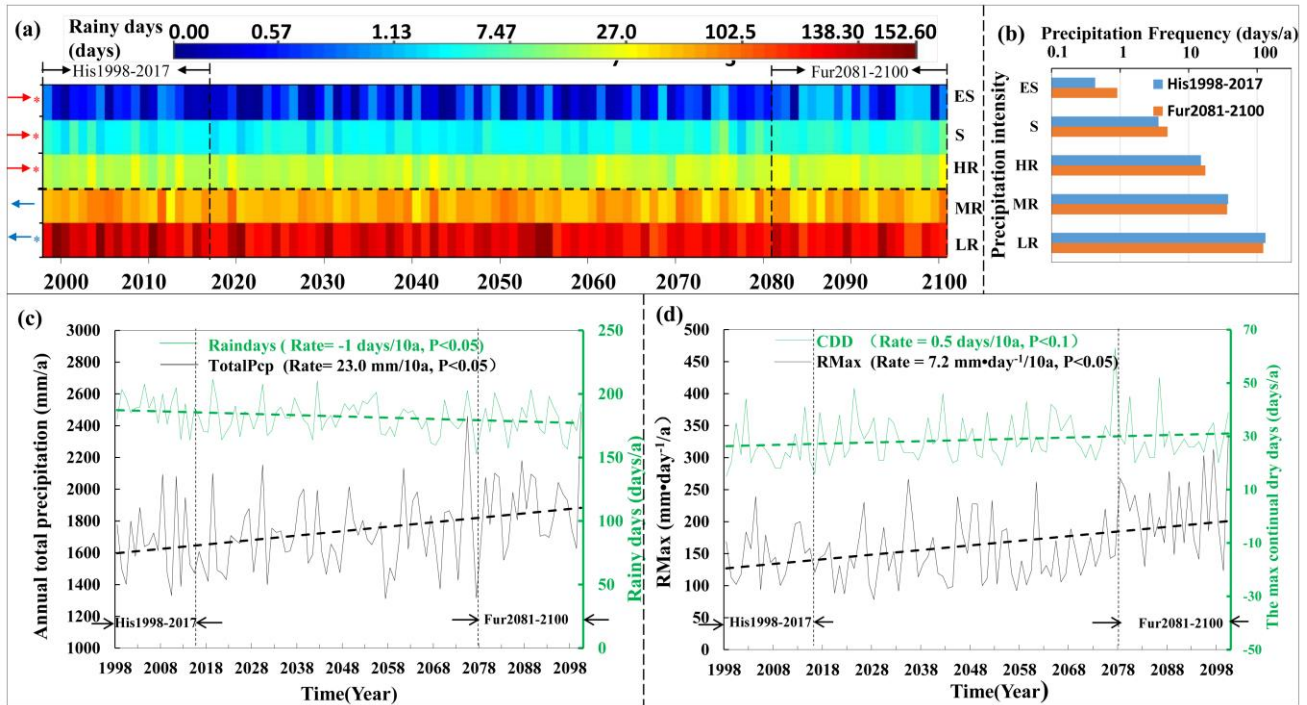 (a)
Rainy days
(days)
0.00 0.57 1.13 7.47 27.0 102.5 138.30 152.60
His1998-2017
Fur2081-2100
* ES
* S
* HR
MR
* LR
2000 2010 2020 2030 2040 2050 2060 2070 2080 2090 2100
(b)
Precipitation Frequency (days/a)
0.1 1 10 100
His1998-2017
Fur2081-2100
Precipitation intensity
ES
S
HR
MR
LR
(c)
Raindays ( Rate= -1 days/10a, P<0.05)
TotalPcp (Rate= 23.0 mm/10a, P<0.05)
Annual total precipitation (mm/a)
3000
2800
2600
2400
2200
2000
1800
1600
1400
1200
1000
250
200
150
100
50
0
Rainy days (days/a)
His1998-2017
Fur2081-2100
1998 2008 2018 2028 2038 2048 2058 2068 2078 2088 2098
Time(Year)
(d)
CDD (Rate = 0.5 days/10a, P<0.1)
RMax (Rate = 7.2 mm•day⁻¹/10a, P<0.05)
RMax (mm•day⁻¹/a)
500
450
400
350
300
250
200
150
100
50
0
70
50
30
10
-10
-30
-50
The max continual dry days (days/a)
His1998-2017
Fur2081-2100
1998 2008 2018 2028 2038 2048 2058 2068 2078 2088 2098
Time(Year)